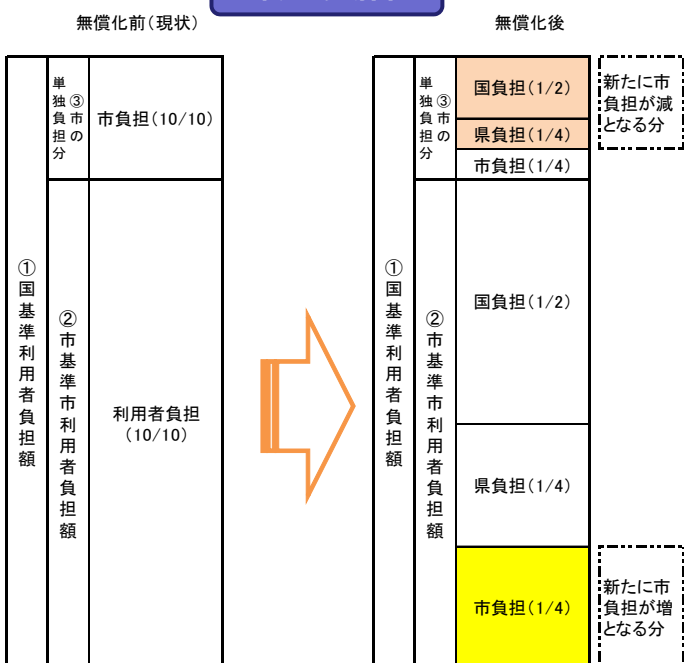 無償化前(現状)
無償化後
①国基準利用者負担額
③市の単独負担分
市負担(10/10)
②市基準市利用者負担額
利用者負担
(10/10)
①国基準利用者負担額
③市の単独負担分
国負担(1/2)
県負担(1/4)
市負担(1/4)
新たに市
負担が減
となる分
②市基準市利用者負担額
国負担(1/2)
県負担(1/4)
市負担(1/4)
新たに市
負担が増
となる分